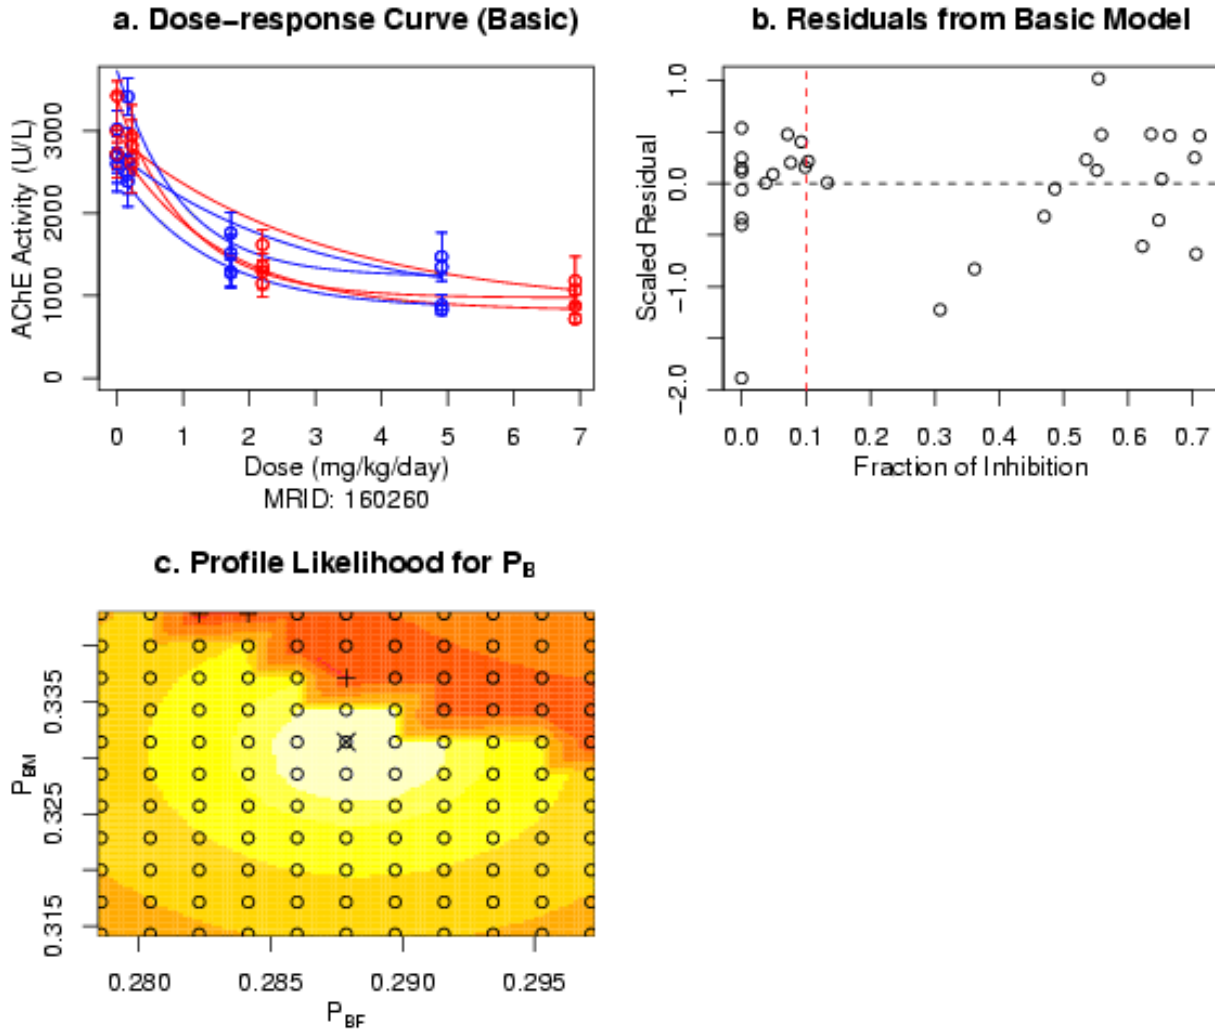 a. Dose-response Curve (Basic)
AChE Activity (U/L)
3000
2000
1000
0
0 1 2 3 4 5 6 7
Dose (mg/kg/day)
MRID: 160260
b. Residuals from Basic Model
Scaled Residual
1.0
0.0
-1.0
-2.0
0.0 0.1 0.2 0.3 0.4 0.5 0.6 0.7
Fraction of Inhibition
c. Profile Likelihood for P_B
P_BM
0.335
0.325
0.315
0.280 0.285 0.290 0.295
P_BF